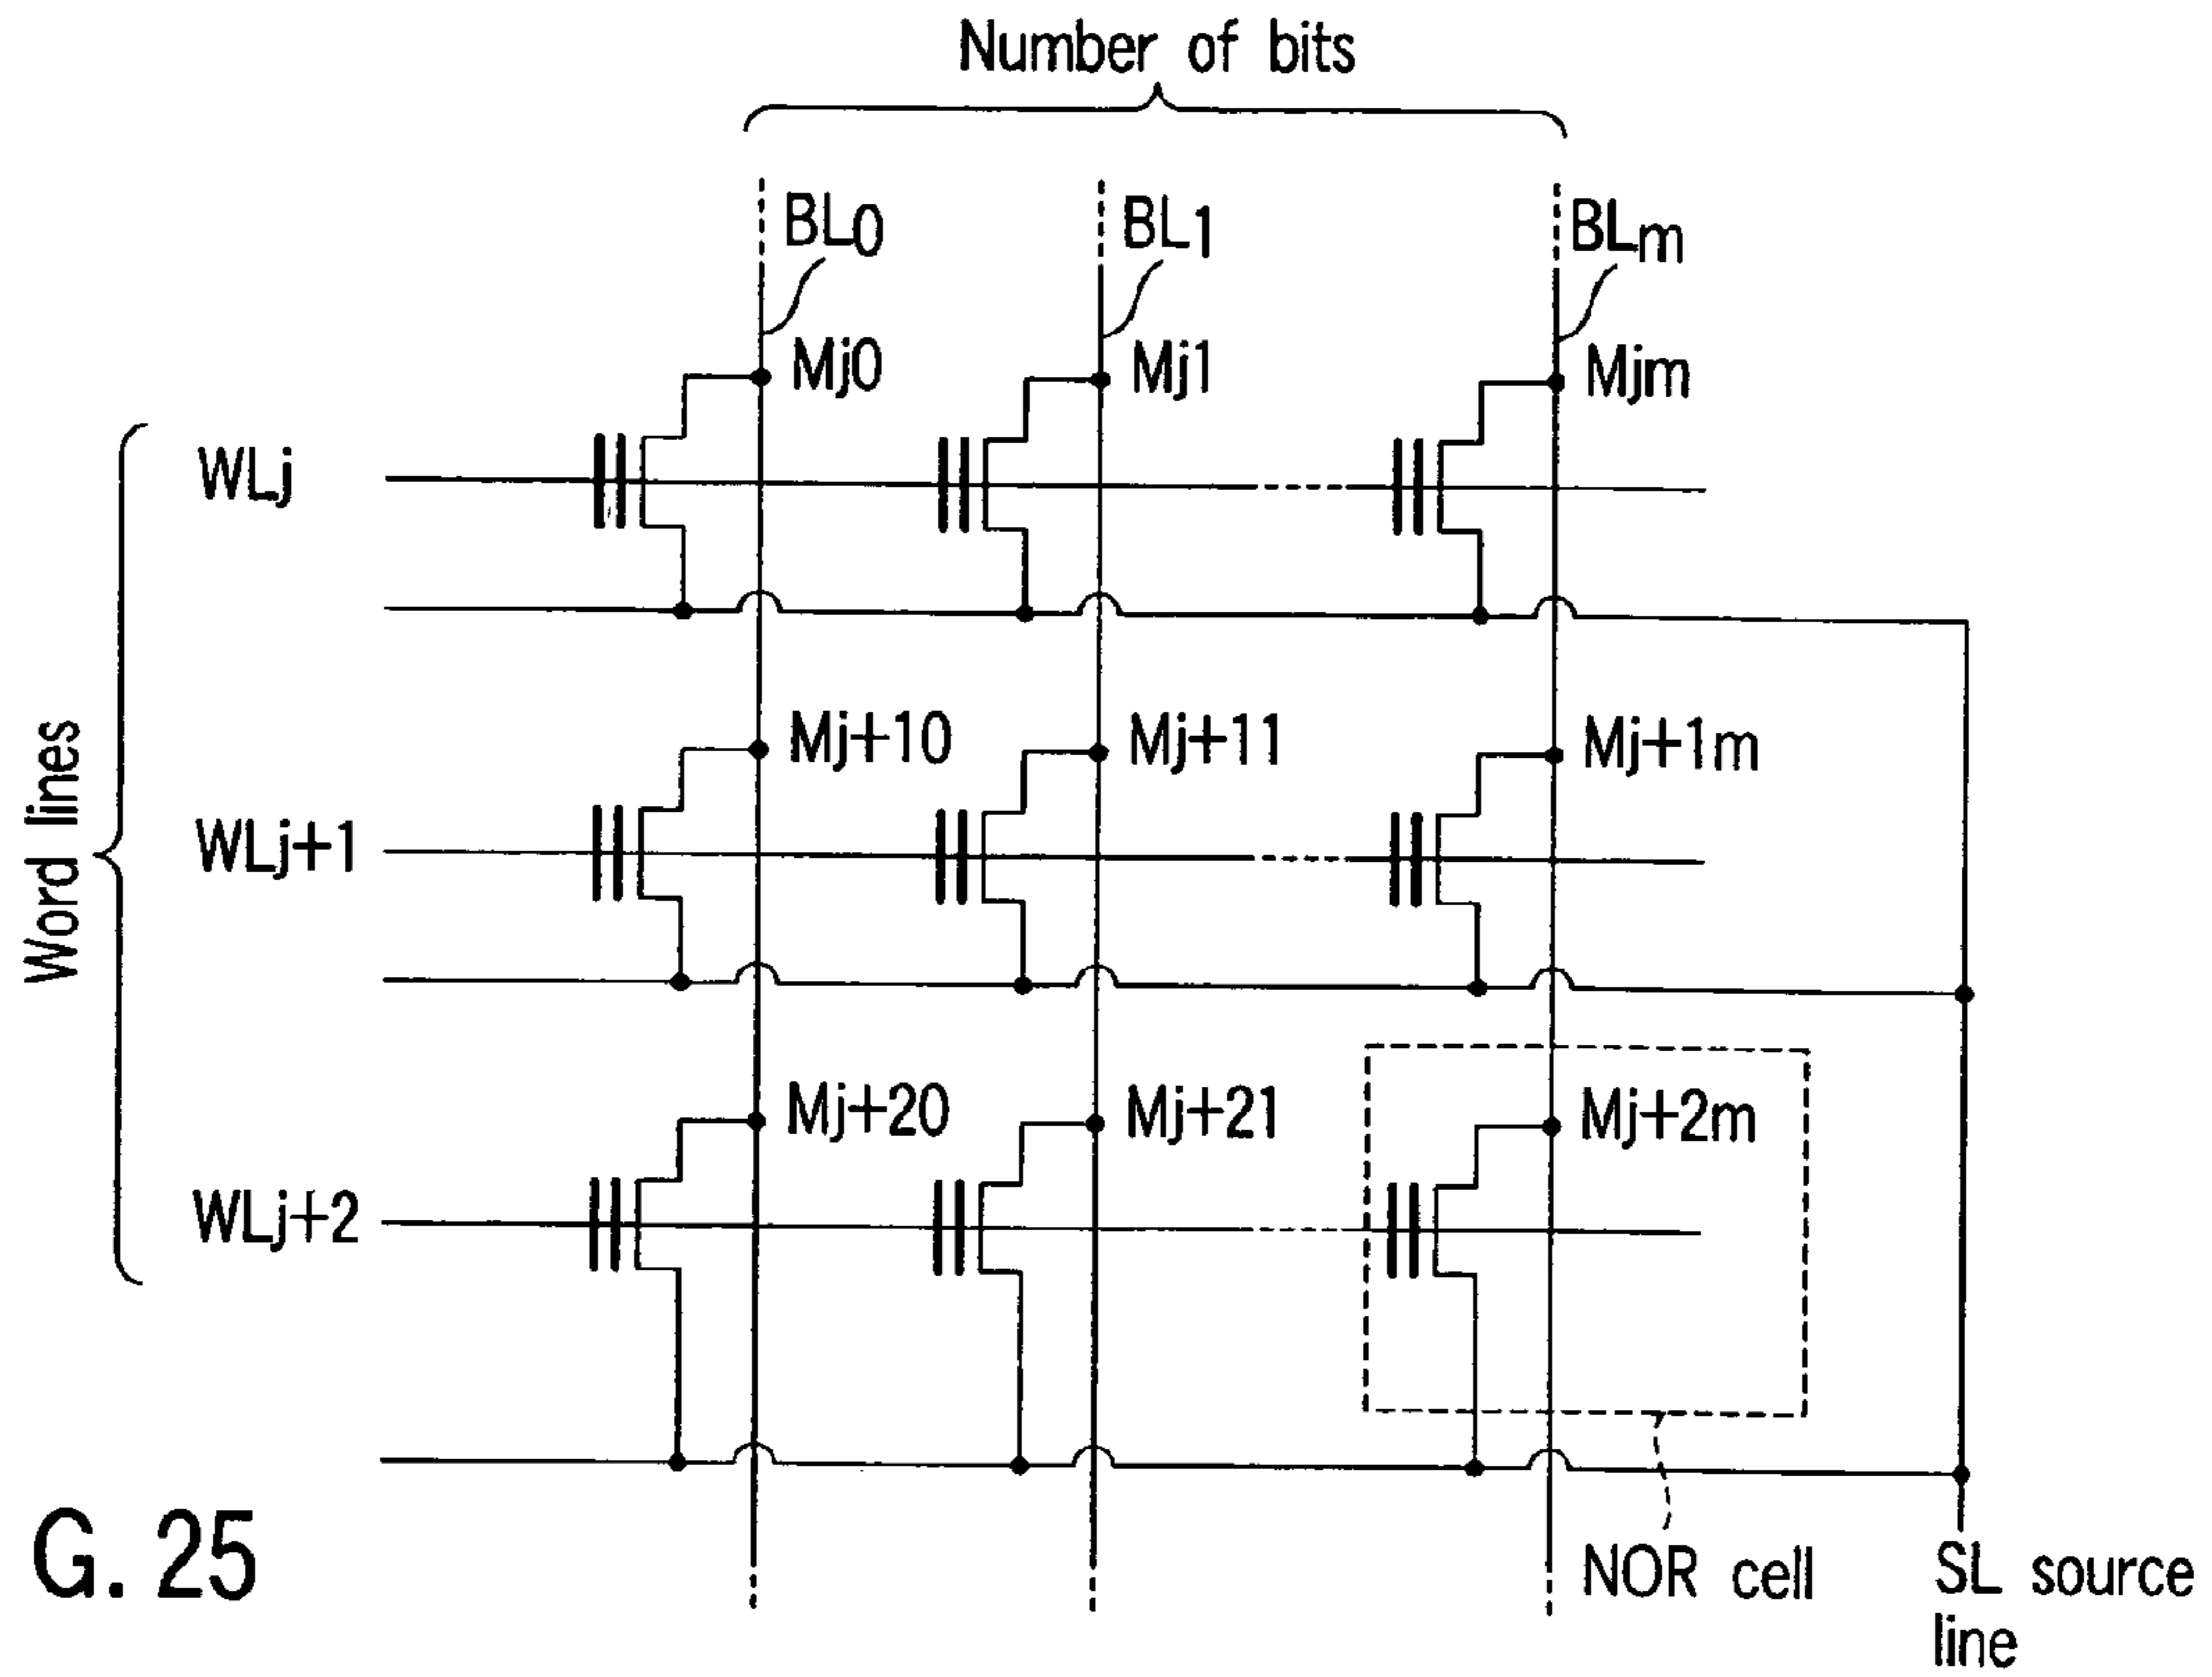 Number of bits
BL0 BL1 BLm
Mj0 Mj1 Mjm
WLj
Mj+10 Mj+11 Mj+1m
Word lines
WLj+1
Mj+20 Mj+21 Mj+2m
WLj+2
G. 25
NOR cell
SL source
line